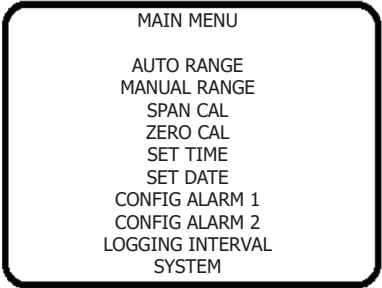 MAIN MENU
AUTO RANGE
MANUAL RANGE
SPAN CAL
ZERO CAL
SET TIME
SET DATE
CONFIG ALARM 1
CONFIG ALARM 2
LOGGING INTERVAL
SYSTEM